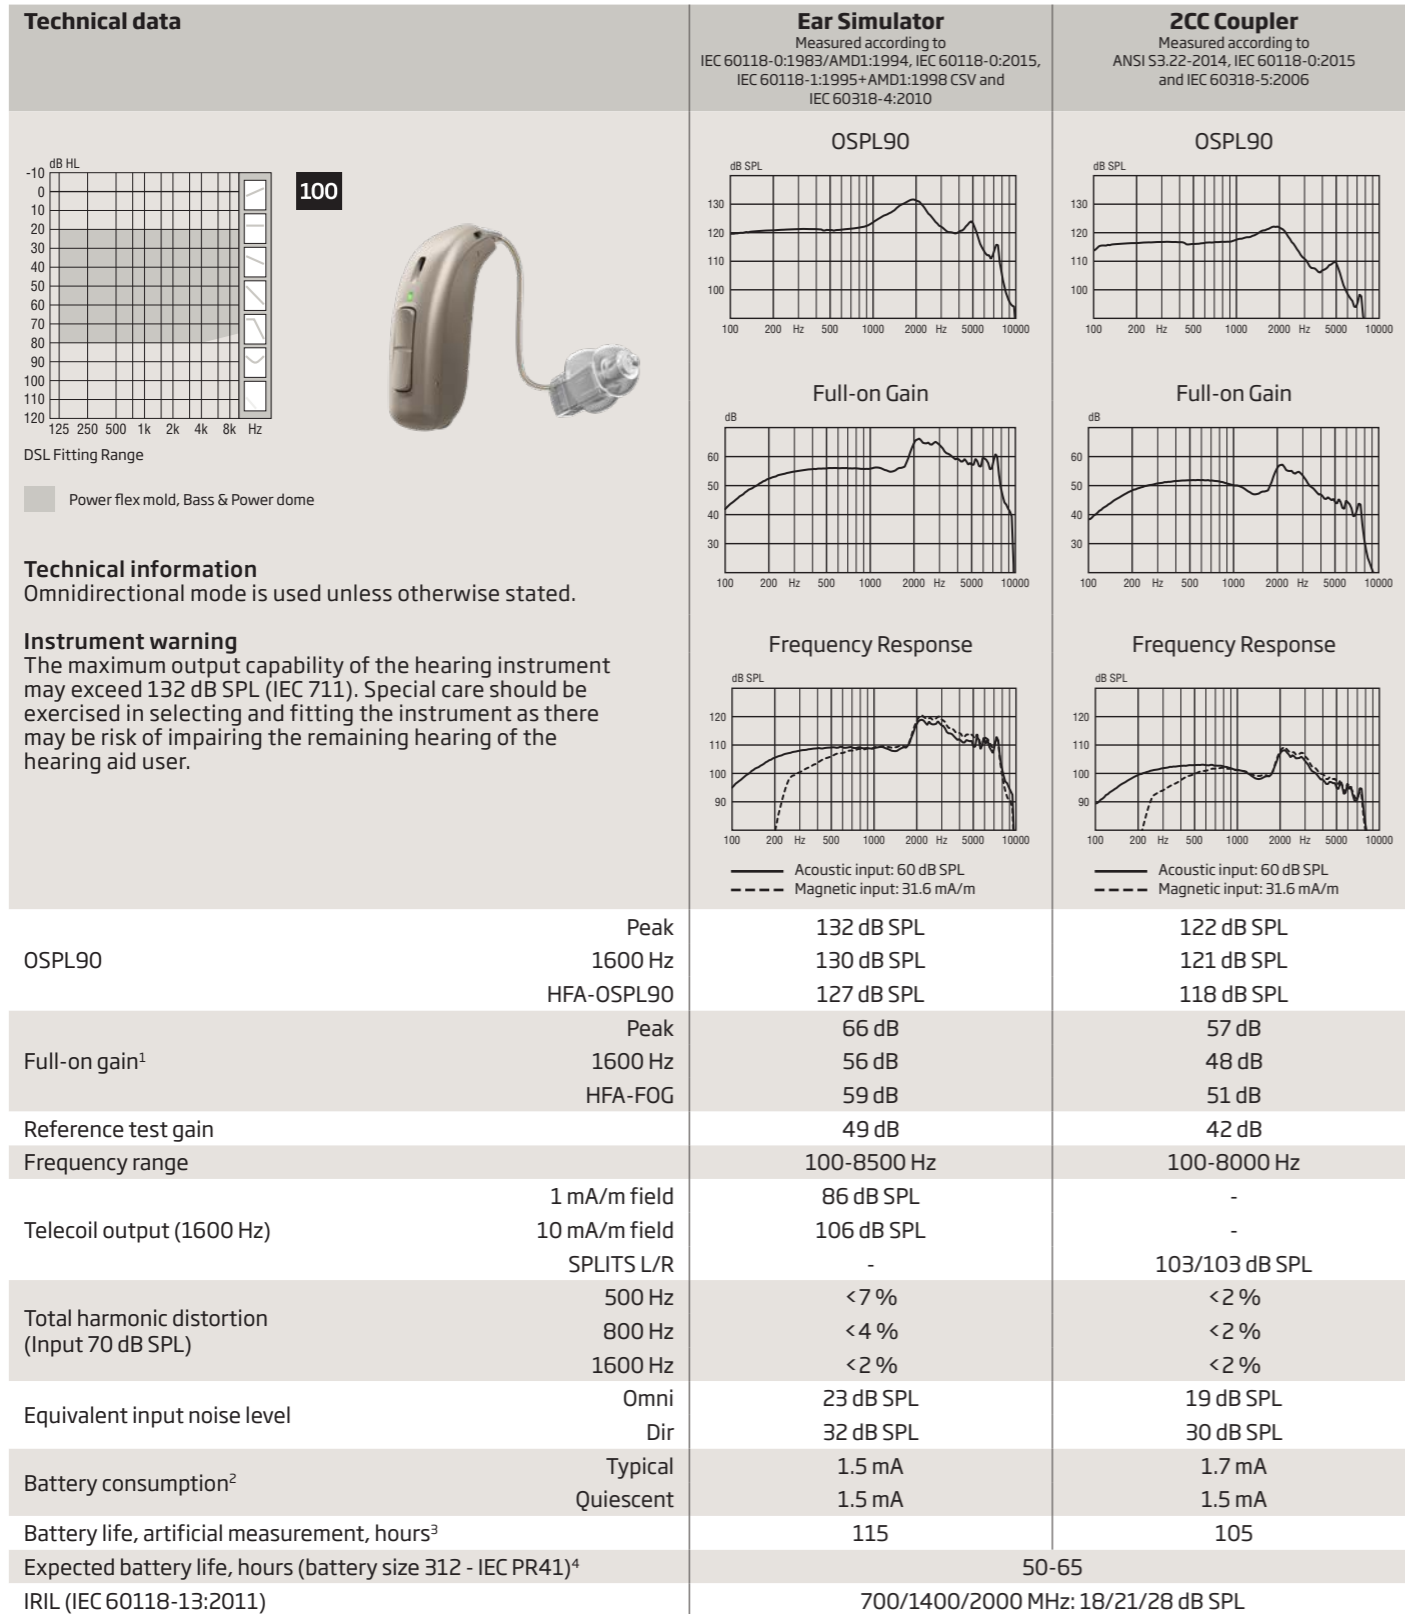 Technical data
Ear Simulator
Measured according to
IEC 60118-0:1983/AMD1:1994, IEC 60118-0:2015,
IEC 60118-1:1995+AMD1:1998 CSV and
IEC 60318-4:2010
2CC Coupler
Measured according to
ANSI S3.22-2014, IEC 60118-0:2015
and IEC 60318-5:2006
dB HL
-10
0
10
20
30
40
50
60
70
80
90
100
110
120
125 250 500 1k 2k 4k 8k Hz
DSL Fitting Range
100
Power flex mold, Bass & Power dome
Technical information
Omnidirectional mode is used unless otherwise stated.
Instrument warning
The maximum output capability of the hearing instrument
may exceed 132 dB SPL (IEC 711). Special care should be
exercised in selecting and fitting the instrument as there
may be risk of impairing the remaining hearing of the
hearing aid user.
OSPL90
dB SPL
130
120
110
100
100 200 Hz 500 1000 2000 Hz 5000 10000
OSPL90
dB SPL
130
120
110
100
100 200 Hz 500 1000 2000 Hz 5000 10000
Full-on Gain
dB
60
50
40
30
100 200 Hz 500 1000 2000 Hz 5000 10000
Full-on Gain
dB
60
50
40
30
100 200 Hz 500 1000 2000 Hz 5000 10000
Frequency Response
dB SPL
120
110
100
90
100 200 Hz 500 1000 2000 Hz 5000 10000
Acoustic input: 60 dB SPL
Magnetic input: 31.6 mA/m
Frequency Response
dB SPL
120
110
100
90
100 200 Hz 500 1000 2000 Hz 5000 10000
Acoustic input: 60 dB SPL
Magnetic input: 31.6 mA/m
OSPL90
Peak 132 dB SPL 122 dB SPL
1600 Hz 130 dB SPL 121 dB SPL
HFA-OSPL90 127 dB SPL 118 dB SPL
Full-on gain¹
Peak 66 dB 57 dB
1600 Hz 56 dB 48 dB
HFA-FOG 59 dB 51 dB
Reference test gain 49 dB 42 dB
Frequency range 100-8500 Hz 100-8000 Hz
Telecoil output (1600 Hz)
1 mA/m field 86 dB SPL -
10 mA/m field 106 dB SPL -
SPLITS L/R - 103/103 dB SPL
Total harmonic distortion
(Input 70 dB SPL)
500 Hz <7 % <2 %
800 Hz <4 % <2 %
1600 Hz <2 % <2 %
Equivalent input noise level
Omni 23 dB SPL 19 dB SPL
Dir 32 dB SPL 30 dB SPL
Battery consumption²
Typical 1.5 mA 1.7 mA
Quiescent 1.5 mA 1.5 mA
Battery life, artificial measurement, hours³ 115 105
Expected battery life, hours (battery size 312 - IEC PR41)⁴ 50-65
IRIL (IEC 60118-13:2011) 700/1400/2000 MHz: 18/21/28 dB SPL